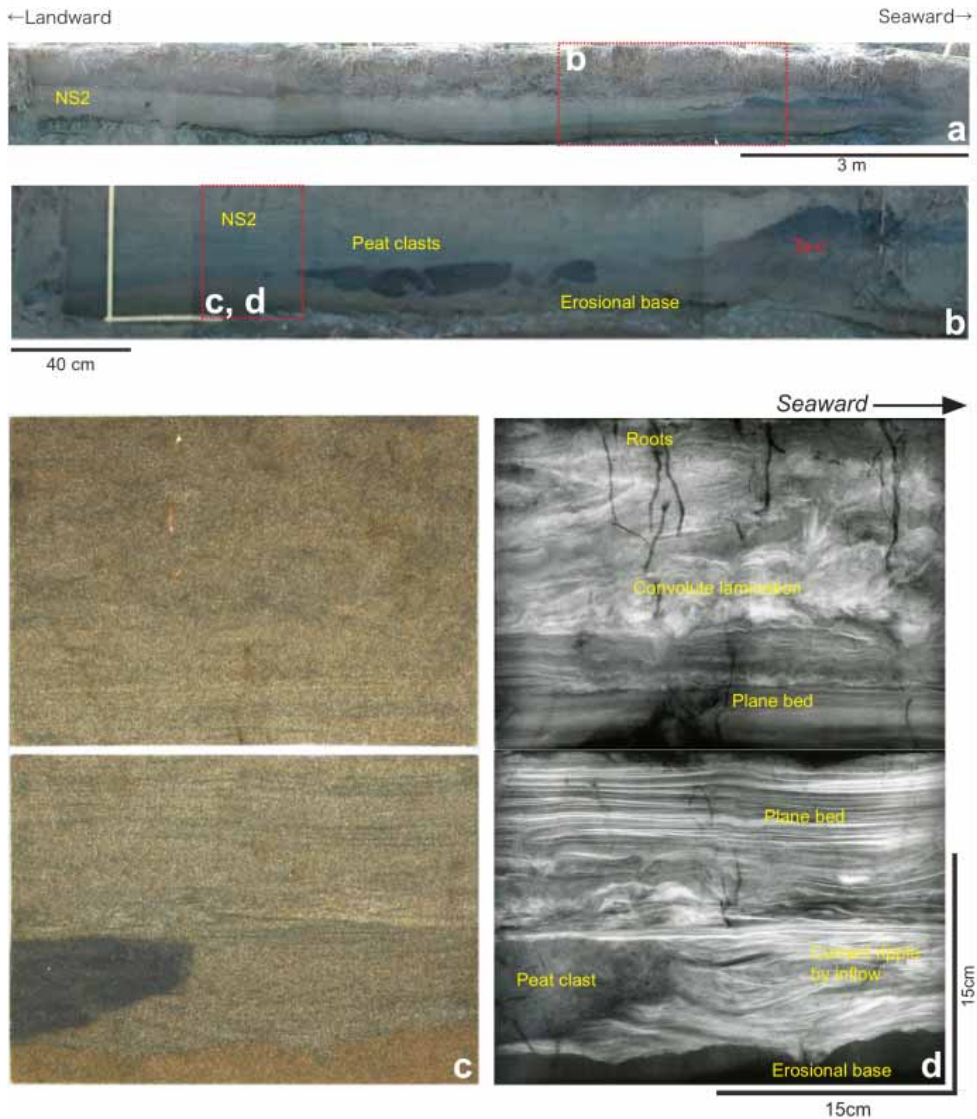 ←Landward
Seaward→
b
NS2
a
3 m
NS2
Peat clasts
c, d
Erosional base
b
40 cm
Seaward
Roots
Convolute lamination
Plane bed
Plane bed
Current ripples
by inflow
Peat clast
c
d
Erosional base
15cm
15cm